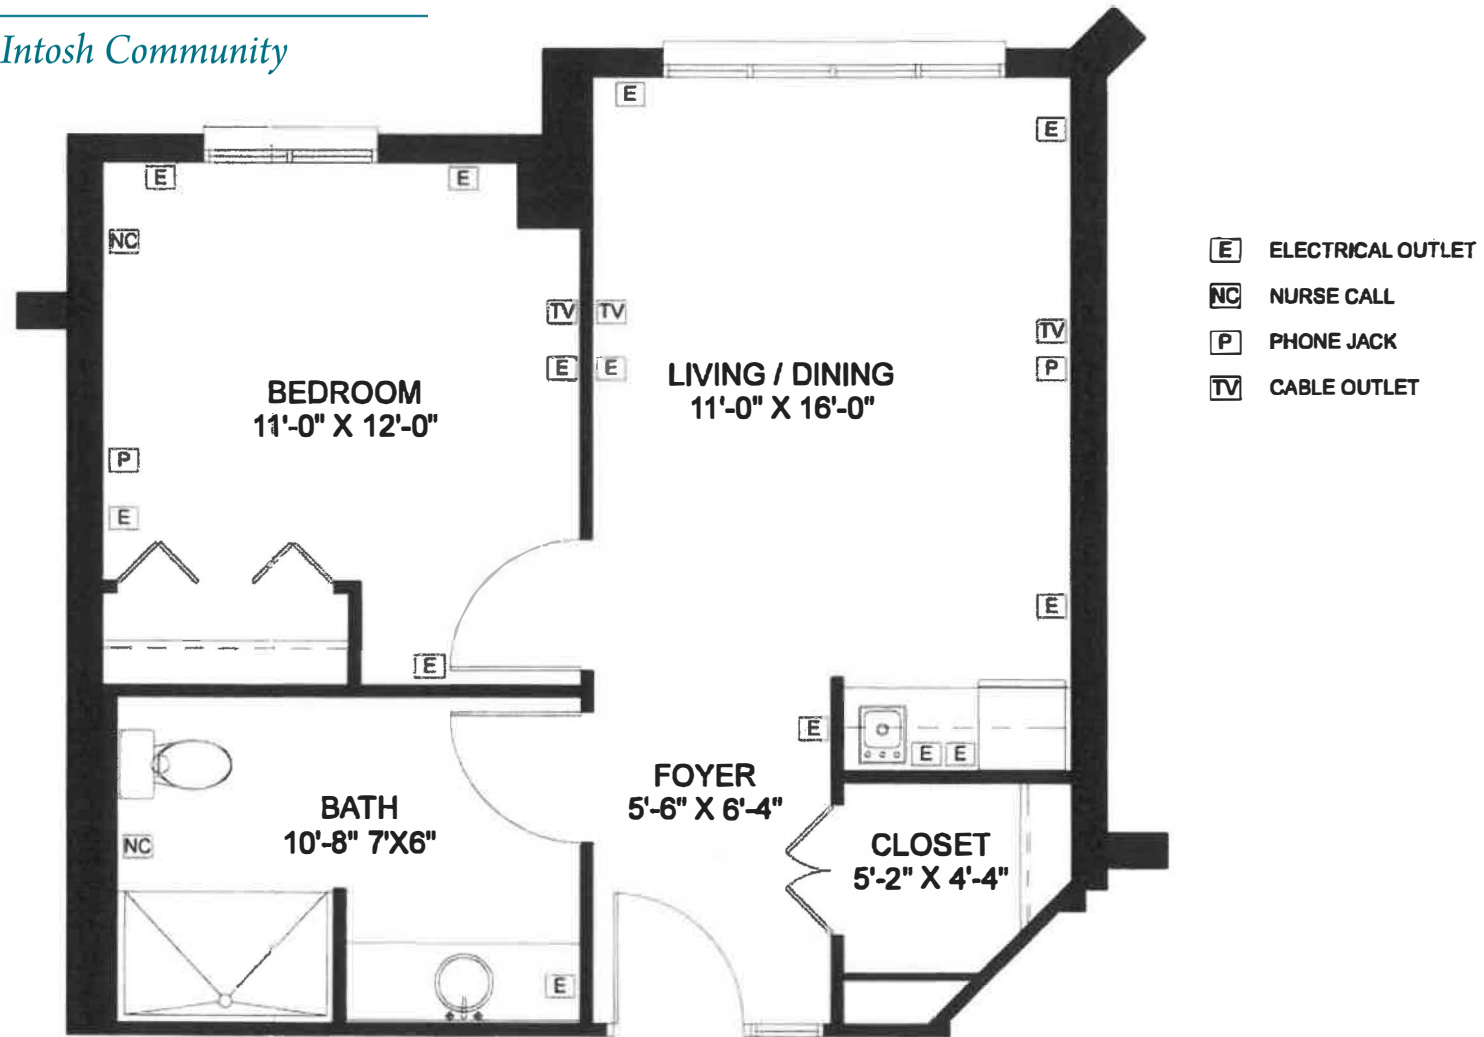 Intosh Community
E
E
E
E
NC
TV
TV
E
E
TV
P
BEDROOM
11'-0" X 12'-0"
LIVING / DINING
11'-0" X 16'-0"
P
E
E
E
E
E
E
FOYER
5'-6" X 6'-4"
BATH
10'-8" 7'X6"
NC
CLOSET
5'-2" X 4'-4"
E
E ELECTRICAL OUTLET
NC NURSE CALL
P PHONE JACK
TV CABLE OUTLET